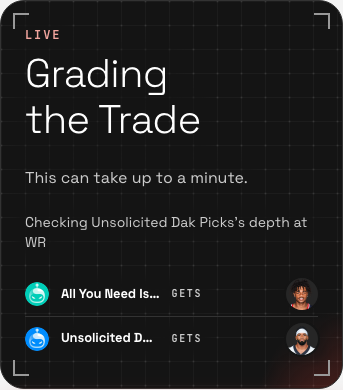 LIVE
Grading
the Trade
This can take up to a minute.
Checking Unsolicited Dak Picks's depth at
WR
All You Need Is... GETS
Unsolicited D... GETS